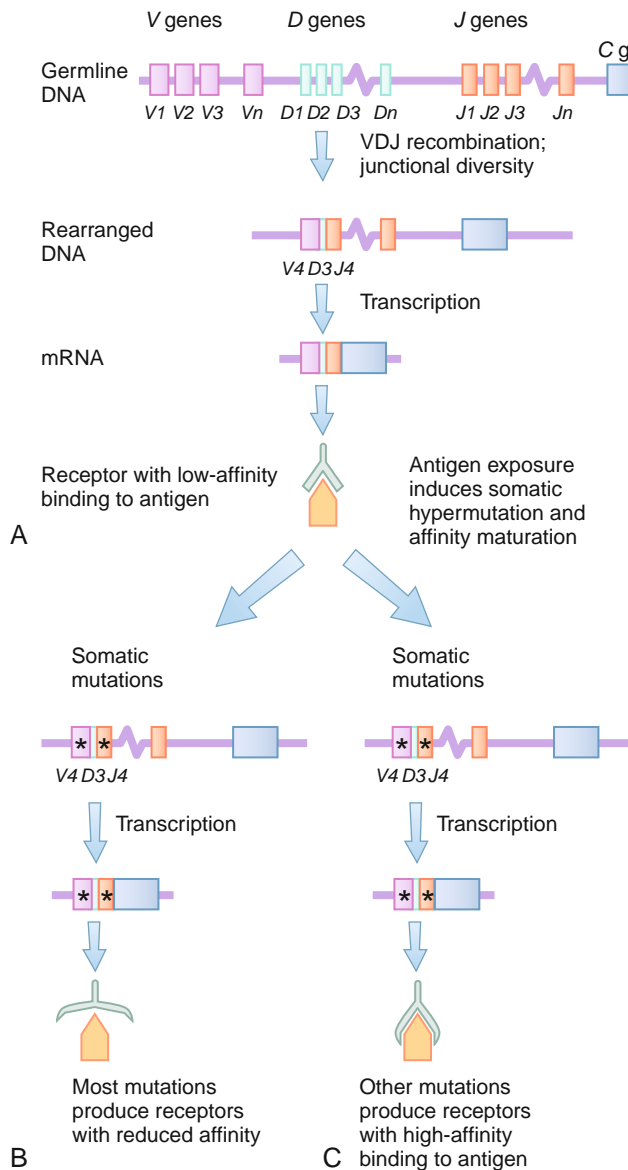 V genes
D genes
J genes
C g
Germline
DNA
V1 V2 V3 Vn D1 D2 D3 Dn J1 J2 J3 Jn
VDJ recombination;
junctional diversity
Rearranged
DNA
V4 D3 J4
Transcription
mRNA
Receptor with low-affinity
binding to antigen
Antigen exposure
induces somatic
hypermutation and
affinity maturation
A
Somatic
mutations
* *
V4 D3 J4
Transcription
* *
Most mutations
produce receptors
with reduced affinity
B
Somatic
mutations
* *
V4 D3 J4
Transcription
* *
Other mutations
produce receptors
with high-affinity
binding to antigen
C